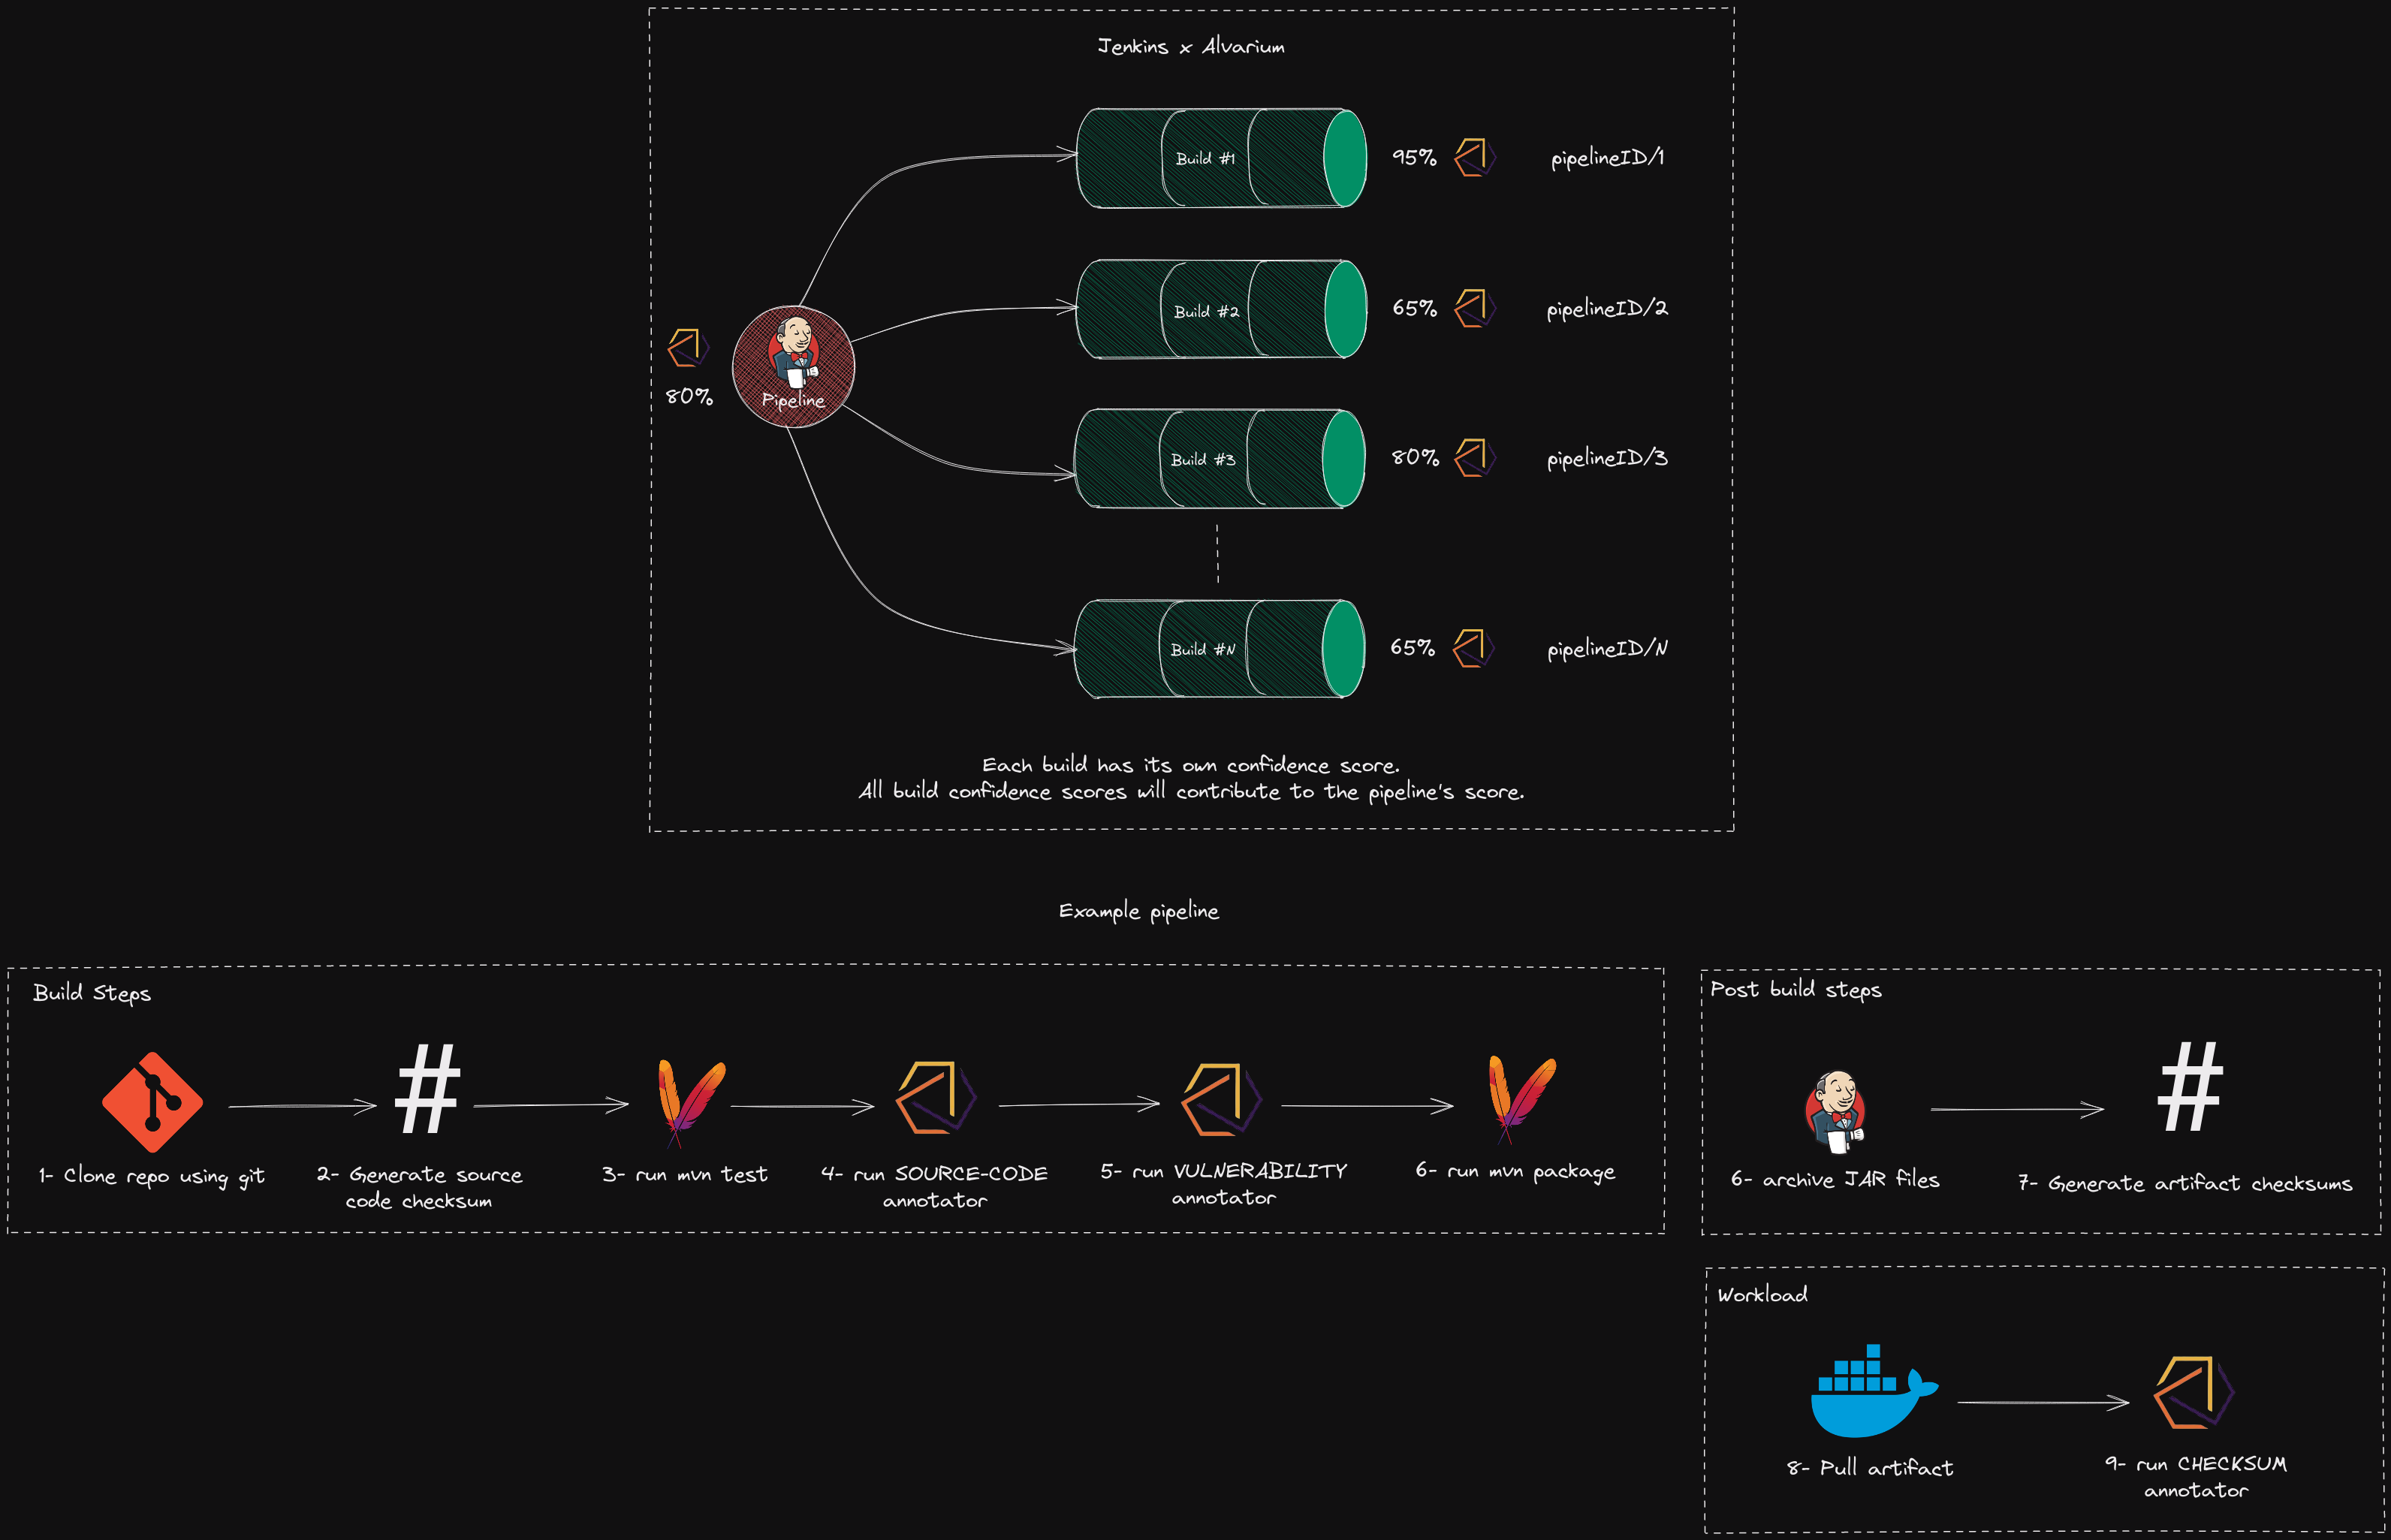 Jenkins x Alvarium
Build #1
95%
pipelineID/1
Build #2
65%
pipelineID/2
80%
Pipeline
Build #3
80%
pipelineID/3
Build #N
65%
pipelineID/N
Each build has its own confidence score.
All build confidence scores will contribute to the pipeline's score.
Example pipeline
Build Steps
#
1- Clone repo using git
2- Generate source
code checksum
3- run mvn test
4- run SOURCE-CODE
annotator
5- run VULNERABILITY
annotator
6- run mvn package
Post build steps
#
6- archive JAR files
7- Generate artifact checksums
Workload
8- Pull artifact
9- run CHECKSUM
annotator